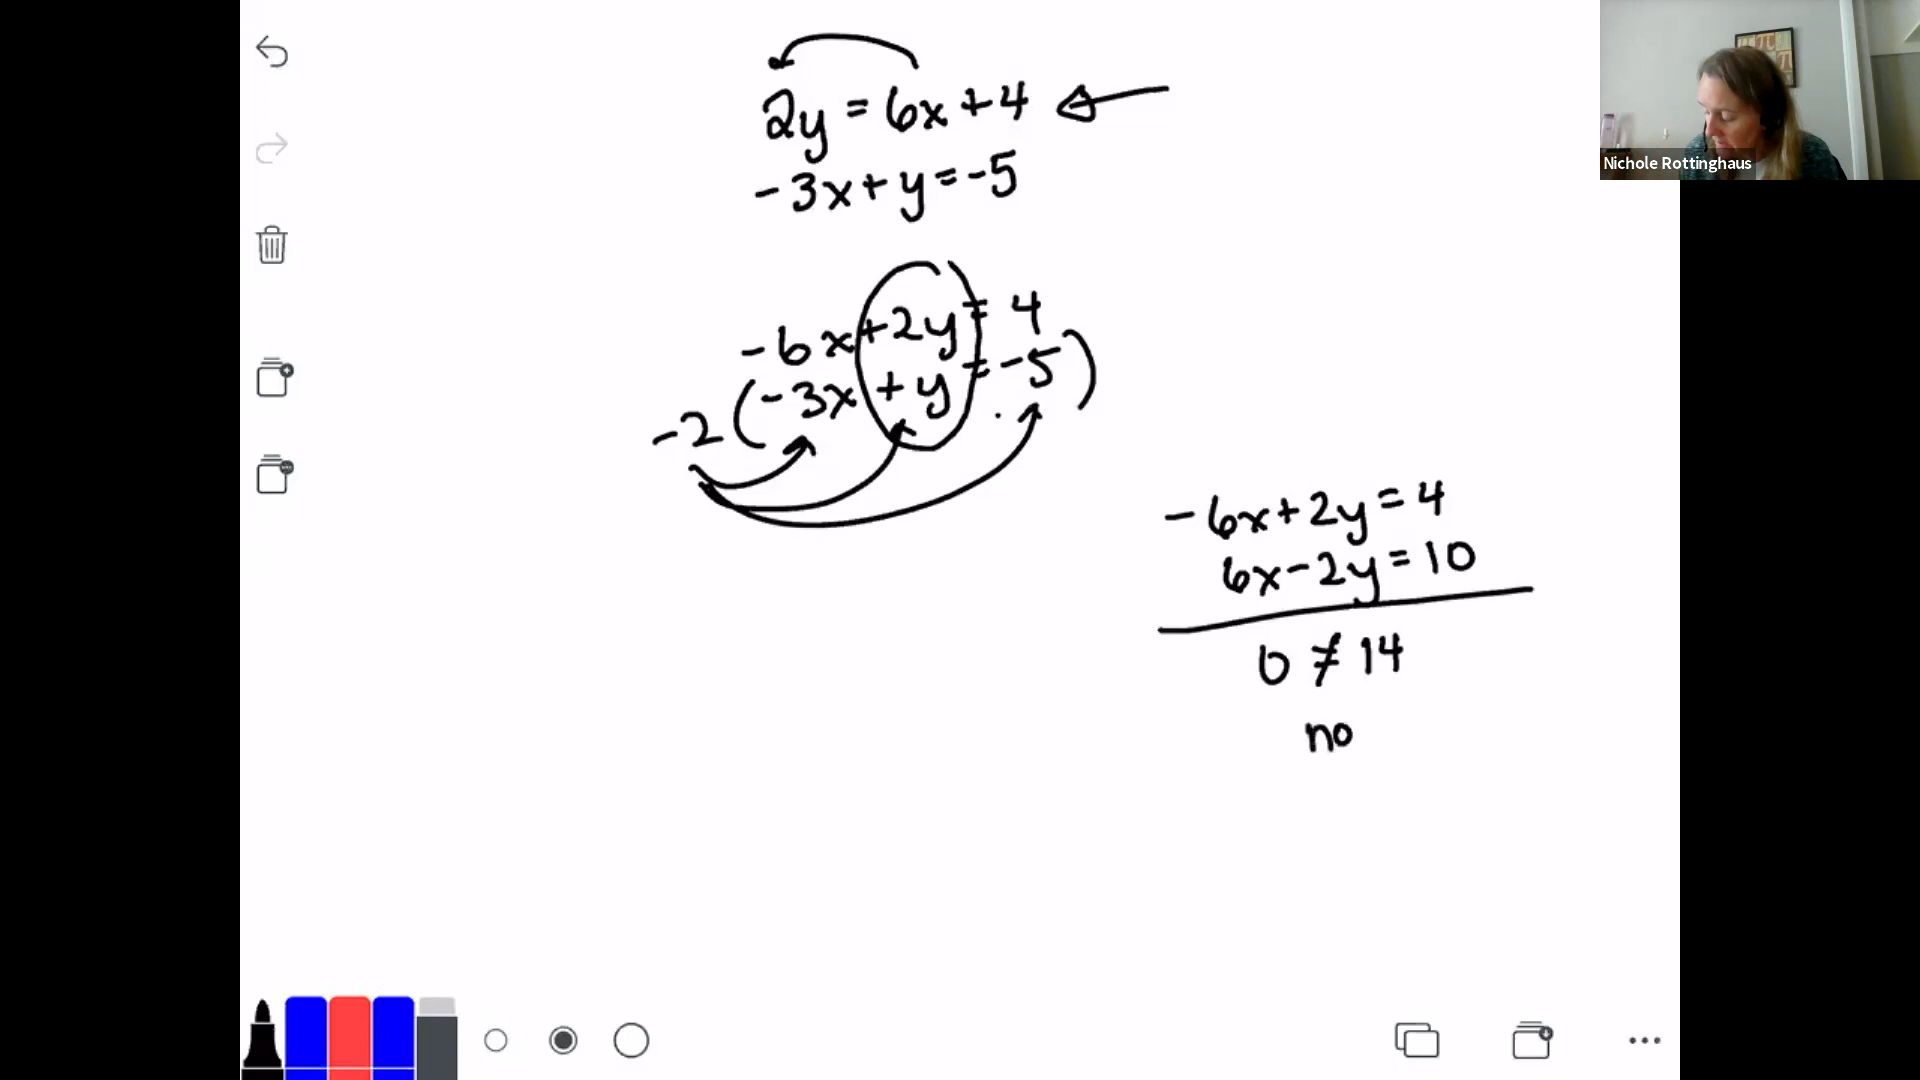 2y = 6x + 4
-3x + y = -5
-6x + 2y = 4
-2 (-3x + y = -5)
-6x + 2y = 4
6x - 2y = 10
0 ≠ 14
no
Nichole Rottinghaus